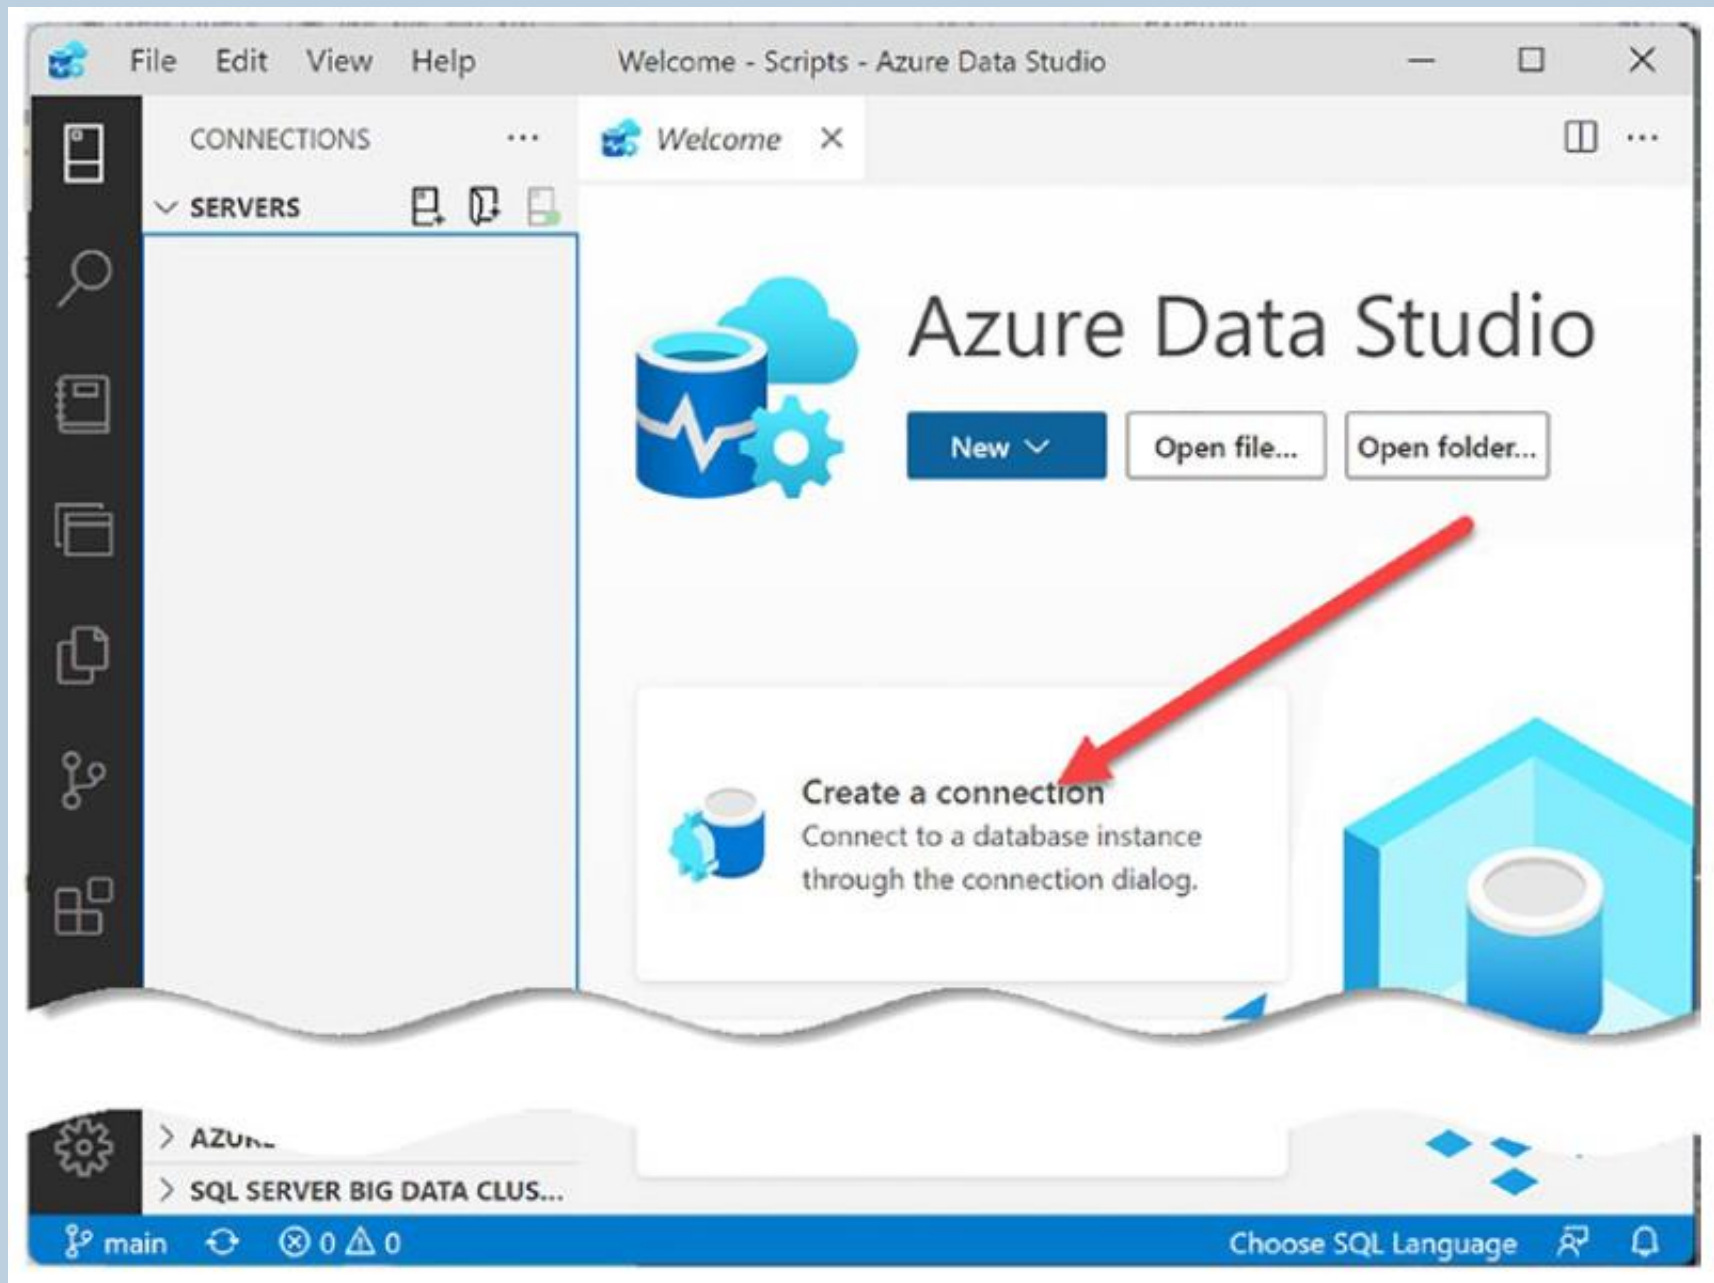 File Edit View Help Welcome - Scripts - Azure Data Studio
CONNECTIONS
Welcome
SERVERS
Azure Data Studio
New
Open file...
Open folder...
Create a connection
Connect to a database instance
through the connection dialog.
AZURE
SQL SERVER BIG DATA CLUS...
main 0 0 Choose SQL Language